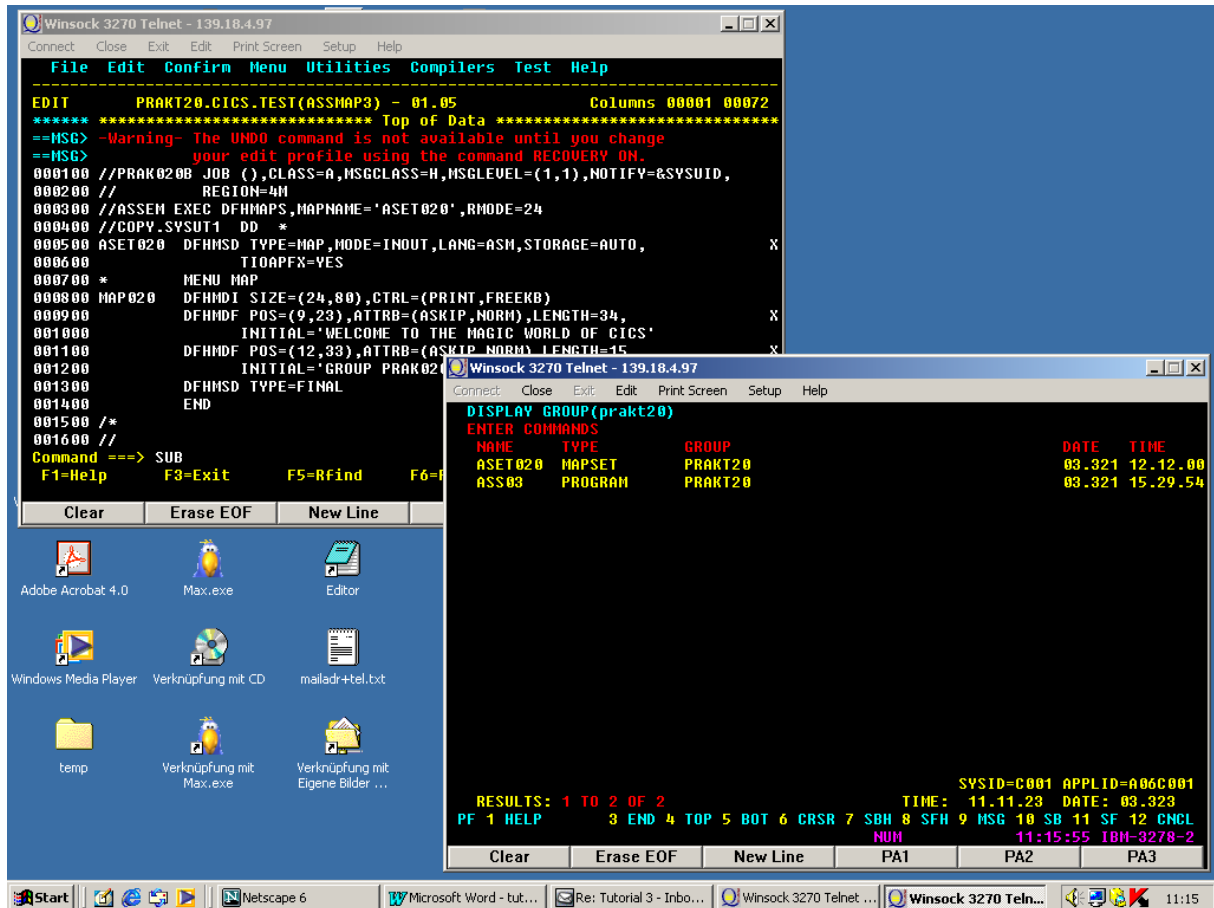 Winsock 3270 Telnet - 139.18.4.97
Connect Close Exit Edit Print Screen Setup Help
File Edit Confirm Menu Utilities Compilers Test Help
EDIT PRAKT20.CICS.TEST(ASSMAP3) - 01.05 Columns 00001 00072
****** ***************************** Top of Data ******************************
==MSG> -Warning- The UNDO command is not available until you change
==MSG> your edit profile using the command RECOVERY ON.
000100 //PRAK020B JOB (),CLASS=A,MSGCLASS=H,MSGLEVEL=(1,1),NOTIFY=&SYSUID,
000200 // REGION=4M
000300 //ASSEM EXEC DFHMAPS,MAPNAME='ASET020',RMODE=24
000400 //COPY.SYSUT1 DD *
000500 ASET020 DFHMSD TYPE=MAP,MODE=INOUT,LANG=ASM,STORAGE=AUTO, X
000600 TIOAPFX=YES
000700 * MENU MAP
000800 MAP020 DFHMDI SIZE=(24,80),CTRL=(PRINT,FREEKB)
000900 DFHMDF POS=(9,23),ATTRB=(ASKIP,NORM),LENGTH=34, X
001000 INITIAL='WELCOME TO THE MAGIC WORLD OF CICS'
001100 DFHMDF POS=(12,33),ATTRB=(ASKIP,NORM),LENGTH=15, X
001200 INITIAL='GROUP PRAK020
001300 DFHMSD TYPE=FINAL
001400 END
001500 /*
001600 //
Command ===> SUB
F1=Help F3=Exit F5=Rfind
Clear Erase EOF New Line
Winsock 3270 Telnet - 139.18.4.97
Connect Close Exit Edit Print Screen Setup Help
DISPLAY GROUP(prakt20)
ENTER COMMANDS
NAME TYPE GROUP DATE TIME
ASET020 MAPSET PRAKT20 03.321 12.12.00
ASS03 PROGRAM PRAKT20 03.321 15.29.54
SYSID=C001 APPLID=A06C001
RESULTS: 1 TO 2 OF 2 TIME: 11.11.23 DATE: 03.323
PF 1 HELP 3 END 4 TOP 5 BOT 6 CRSR 7 SBH 8 SFH 9 MSG 10 SB 11 SF 12 CNCL
NUM 11:15:55 IBM-3278-2
Clear Erase EOF New Line PA1 PA2 PA3
Adobe Acrobat 4.0
Max.exe
Editor
Windows Media Player
Verknüpfung mit CD
mailadr+tel.txt
temp
Verknüpfung mit
Max.exe
Verknüpfung mit
Eigene Bilder ...
Start Netscape 6 Microsoft Word - tut... Re: Tutorial 3 - Inbo... Winsock 3270 Telnet ... Winsock 3270 Teln... 11:15